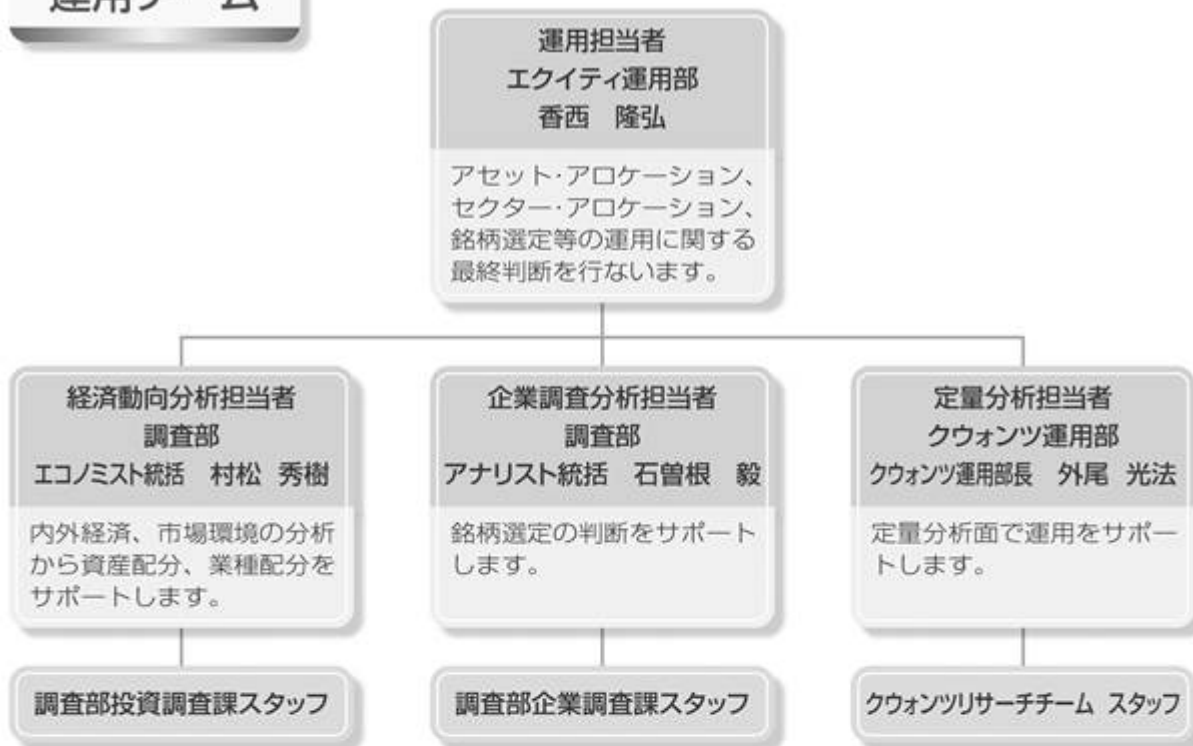 運用チーム
運用担当者
エクイティ運用部
香西 隆弘
アセット・アロケーション、
セクター・アロケーション、
銘柄選定等の運用に関する
最終判断を行ないます。
経済動向分析担当者
調査部
エコノミスト統括 村松 秀樹
内外経済、市場環境の分析
から資産配分、業種配分を
サポートします。
調査部投資調査課スタッフ
企業調査分析担当者
調査部
アナリスト統括 石曽根 毅
銘柄選定の判断をサポート
します。
調査部企業調査課スタッフ
定量分析担当者
クウォンツ運用部
クウォンツ運用部長 外尾 光法
定量分析面で運用をサポー
トします。
クウォンツリサーチチーム スタッフ